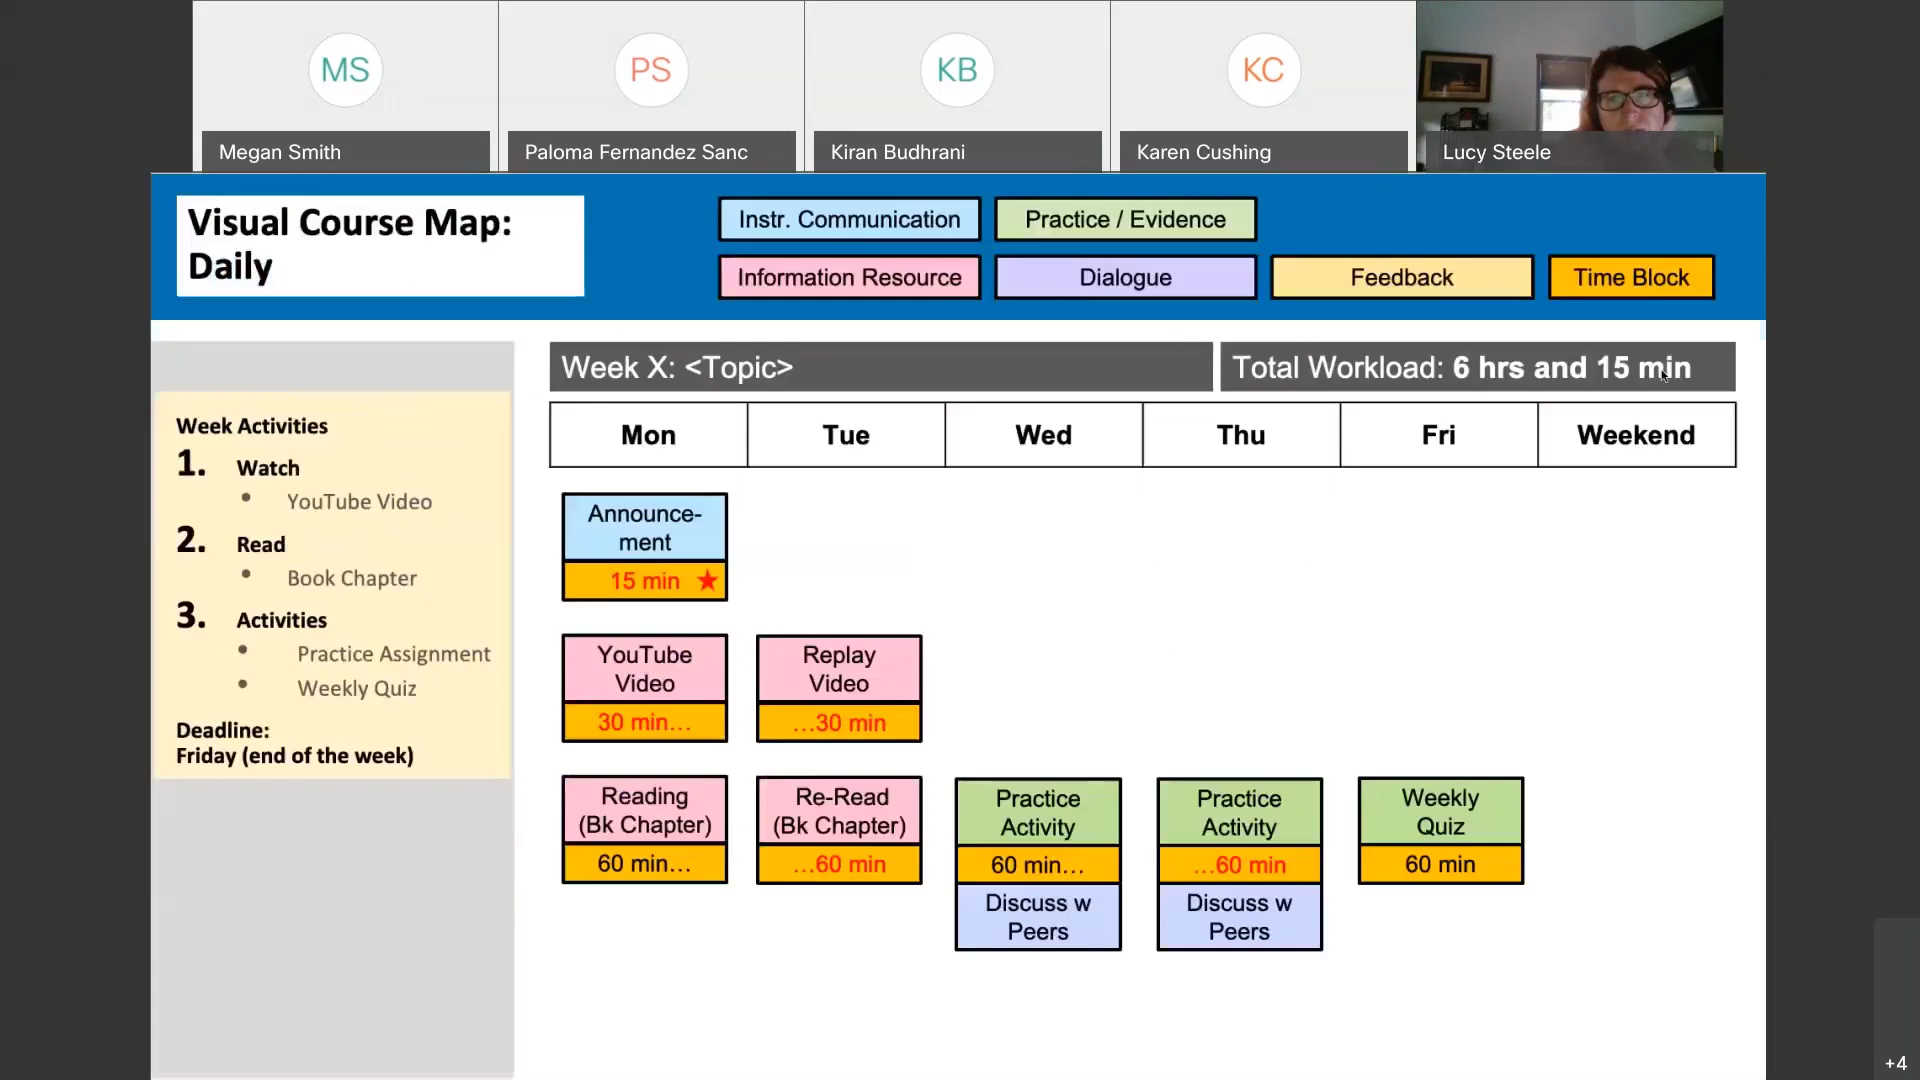 MS
PS
KB
KC
Megan Smith
Paloma Fernandez Sanc
Kiran Budhrani
Karen Cushing
Lucy Steele
Visual Course Map:
Daily
Instr. Communication
Practice / Evidence
Information Resource
Dialogue
Feedback
Time Block
Week X: <Topic>
Total Workload: 6 hrs and 15 min
Week Activities
1. Watch
• YouTube Video
2. Read
• Book Chapter
3. Activities
• Practice Assignment
• Weekly Quiz
Deadline:
Friday (end of the week)
Mon
Tue
Wed
Thu
Fri
Weekend
Announce-
ment
15 min ★
YouTube
Video
30 min...
Replay
Video
...30 min
Reading
(Bk Chapter)
60 min...
Re-Read
(Bk Chapter)
...60 min
Practice
Activity
60 min...
Discuss w
Peers
Practice
Activity
...60 min
Discuss w
Peers
Weekly
Quiz
60 min
+4